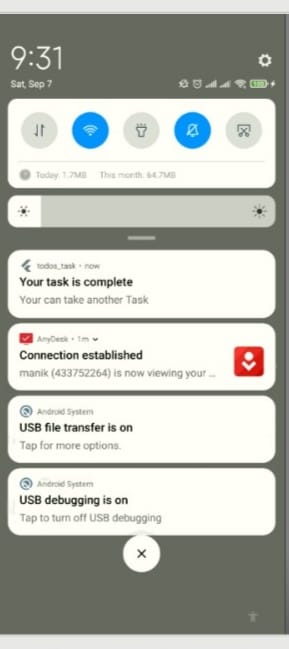 9:31
Sat, Sep 7
Today: 1.7MB This month: 64.7MB
todos_task • now
Your task is complete
Your can take another Task
AnyDesk • 1m
Connection established
manik (433752264) is now viewing your ...
Android System
USB file transfer is on
Tap for more options.
Android System
USB debugging is on
Tap to turn off USB debugging